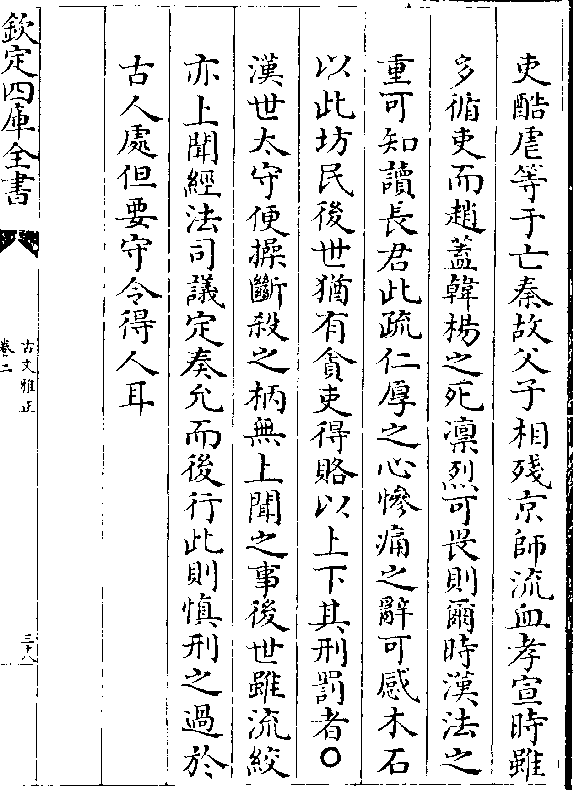 吏酷虐等于亡秦故父子相殘京師流血孝宣時雖
多循吏而趙蓋韓楊之死凜烈可畏則爾時漢法之
重可知讀長君此疏仁厚之心慘痛之辭可感木石
以此坊民後世猶有貪吏得賂以上下其刑罰者○
漢世太守便操斷殺之柄無上聞之事後世雖流絞
亦上聞經法司議定奏允而後行此則慎刑之過於
古人處但要守令得人耳
欽定四庫全書
古文雅正
卷二
三十八